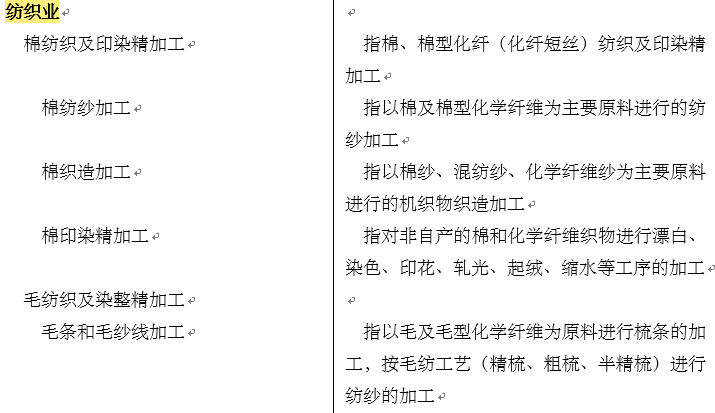 纺织业
棉纺织及印染精加工
指棉、棉型化纤（化纤短丝）纺织及印染精
加工
棉纺纱加工
指以棉及棉型化学纤维为主要原料进行的纺
纱加工
棉织造加工
指以棉纱、混纺纱、化学纤维纱为主要原料
进行的机织物织造加工
棉印染精加工
指对非自产的棉和化学纤维织物进行漂白、
染色、印花、轧光、起绒、缩水等工序的加工
毛纺织及染整精加工
毛条和毛纱线加工
指以毛及毛型化学纤维为原料进行梳条的加
工，按毛纺工艺（精梳、粗梳、半精梳）进行
纺纱的加工